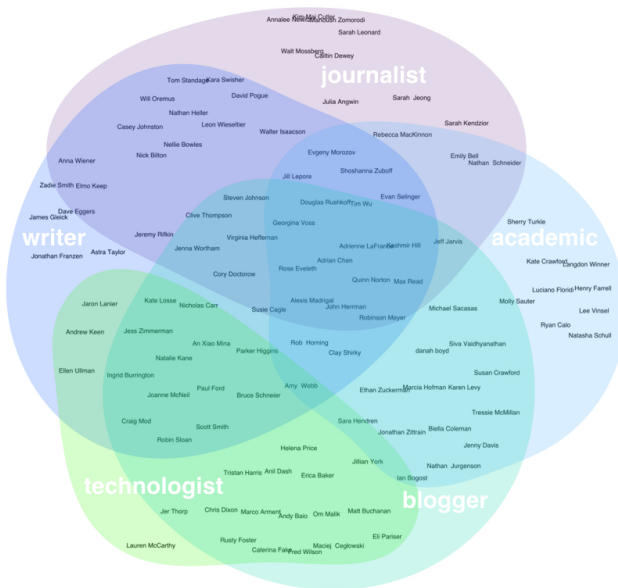 Kim-Mai Cutler
Annalee Newitz Manoush Zomorodi
Sarah Leonard
Walt Mossberg
Caitlin Dewey
journalist
Tom Standage Kara Swisher
Will Oremus David Pogue
Julia Angwin Sarah Jeong
Nathan Heller
Casey Johnston Leon Wieseltier
Walter Isaacson Rebecca MacKinnon Sarah Kendzior
Nellie Bowles
Nick Bilton Evgeny Morozov Emily Bell
Anna Wiener Nathan Schneider
Shoshanna Zuboff
Jill Lepore
Zadie Smith Elmo Keep
Steven Johnson Evan Selinger
Douglas Rushkoff Tim Wu
Dave Eggers
James Gleick Clive Thompson
Georgina Voss Sherry Turkle
writer Jeremy Rifkin Virginia Heffernan academic
Jenna Wortham Adrienne LaFrance Kashmir Hill Jeff Jarvis
Jonathan Franzen Astra Taylor
Adrian Chen Kate Crawford
Langdon Winner
Cory Doctorow Rose Eveleth
Quinn Norton Max Read
Luciano Floridi Henry Farrell
Jaron Lanier Kate Losse Nicholas Carr Alexis Madrigal
John Herrman Molly Sauter
Susie Cagle Michael Sacasas Lee Vinsel
Robinson Meyer
Andrew Keen Jess Zimmerman Ryan Calo
Natasha Schull
An Xiao Mina Rob Horning Siva Vaidhyanathan
Parker Higgins Clay Shirky danah boyd
Natalie Kane
Ellen Ullman Ingrid Burrington Susan Crawford
Paul Ford Amy Webb Ethan Zuckerman Marcia Hofman Karen Levy
Joanne McNeil Bruce Schneier
Tressie McMillan
Craig Mod Sara Hendren
Scott Smith Jonathan Zittrain Biella Coleman
Robin Sloan
Helena Price Jenny Davis
Jillian York
Tristan Harris Anil Dash Erica Baker Nathan Jurgenson
technologist Ian Bogost
blogger
Jer Thorp Chris Dixon Marco Arment Andy Baio Om Malik Matt Buchanan
Lauren McCarthy Rusty Foster Eli Pariser
Caterina Fake Fred Wilson Maciej Ceglowski